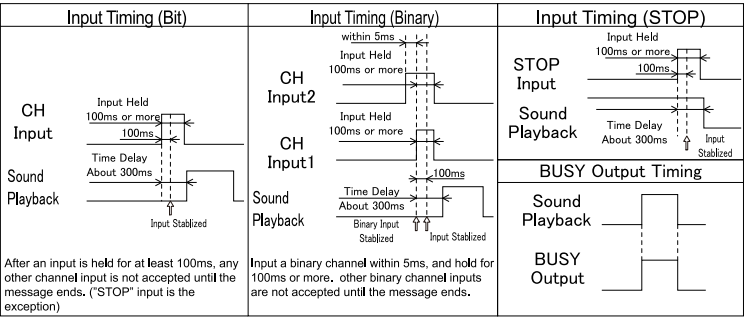 Input Timing (Bit)
CH
Input
Input Held
100ms or more
100ms
Time Delay
About 300ms
Sound
Playback
Input Stablized
After an input is held for at least 100ms, any
other channel input is not accepted until the
message ends. ("STOP" input is the
exception)
Input Timing (Binary)
within 5ms
Input Held
100ms or more
CH
Input2
Input Held
100ms or more
CH
Input1
100ms
Time Delay
About 300ms
Sound
Playback
Binary Input
Stablized
Input Stablized
Input a binary channel within 5ms, and hold for
100ms or more. other binary channel inputs
are not accepted until the message ends.
Input Timing (STOP)
Input Held
100ms or more
100ms
STOP
Input
Sound
Playback
Time Delay
About 300ms
Input
Stablized
BUSY Output Timing
Sound
Playback
BUSY
Output